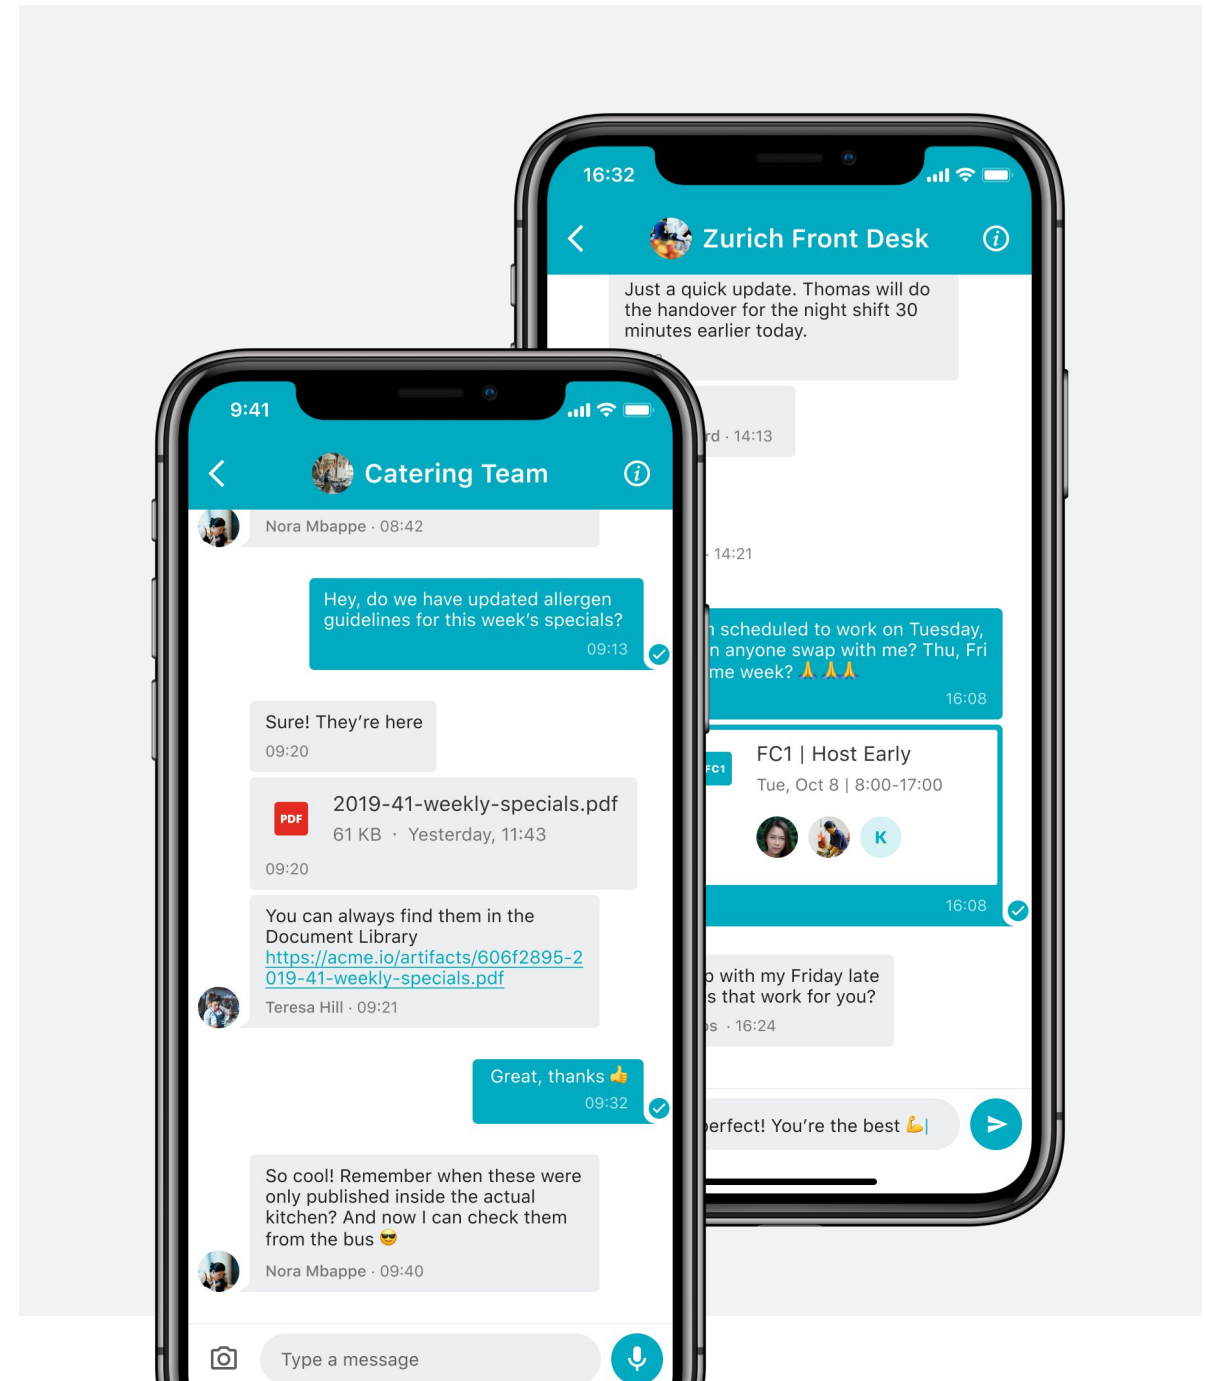 16:32
Zurich Front Desk
Just a quick update. Thomas will do
the handover for the night shift 30
minutes earlier today.
· 14:13
· 14:21
scheduled to work on Tuesday,
anyone swap with me? Thu, Fri
week? 🙏🙏🙏
16:08
FC1
FC1 | Host Early
Tue, Oct 8 | 8:00-17:00
K
16:08
with my Friday late
that work for you?
· 16:24
You're the best 💪
9:41
Catering Team
Nora Mbappe · 08:42
Hey, do we have updated allergen
guidelines for this week's specials?
09:13
Sure! They're here
09:20
PDF
2019-41-weekly-specials.pdf
61 KB · Yesterday, 11:43
09:20
You can always find them in the
Document Library
https://acme.io/artifacts/606f2895-2
019-41-weekly-specials.pdf
Teresa Hill · 09:21
Great, thanks 👍
09:32
So cool! Remember when these were
only published inside the actual
kitchen? And now I can check them
from the bus 😎
Nora Mbappe · 09:40
Type a message